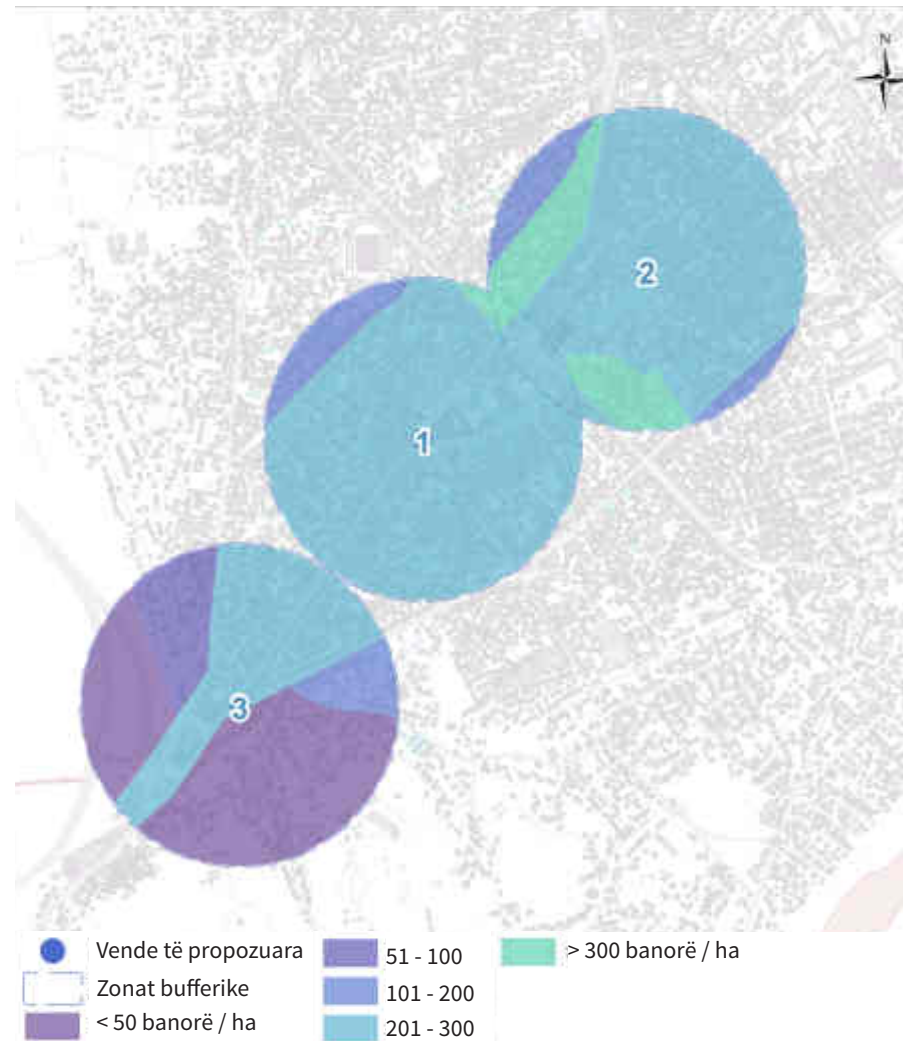 N
2
1
3
Vende të propozuara
Zonat bufferike
< 50 banorë / ha
51 - 100
101 - 200
201 - 300
> 300 banorë / ha